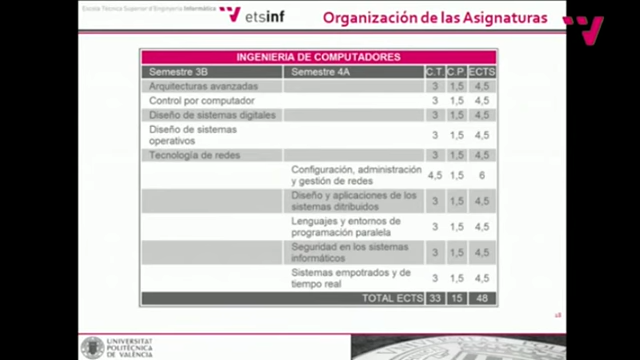 Escola Tècnica Superior d'Enginyeria Informàtica
etsinf
Organización de las Asignaturas
INGENIERIA DE COMPUTADORES
Semestre 3B Semestre 4A C.T. C.P. ECTS
Arquitecturas avanzadas 3 1,5 4,5
Control por computador 3 1,5 4,5
Diseño de sistemas digitales 3 1,5 4,5
Diseño de sistemas
operativos 3 1,5 4,5
Tecnología de redes 3 1,5 4,5
Configuración, administración
y gestión de redes 4,5 1,5 6
Diseño y aplicaciones de los
sistemas ditribuidos 3 1,5 4,5
Lenguajes y entornos de
programación paralela 3 1,5 4,5
Seguridad en los sistemas
informáticos 3 1,5 4,5
Sistemas empotrados y de
tiempo real 3 1,5 4,5
TOTAL ECTS 33 15 48
UNIVERSITAT
POLITÈCNICA
DE VALÈNCIA